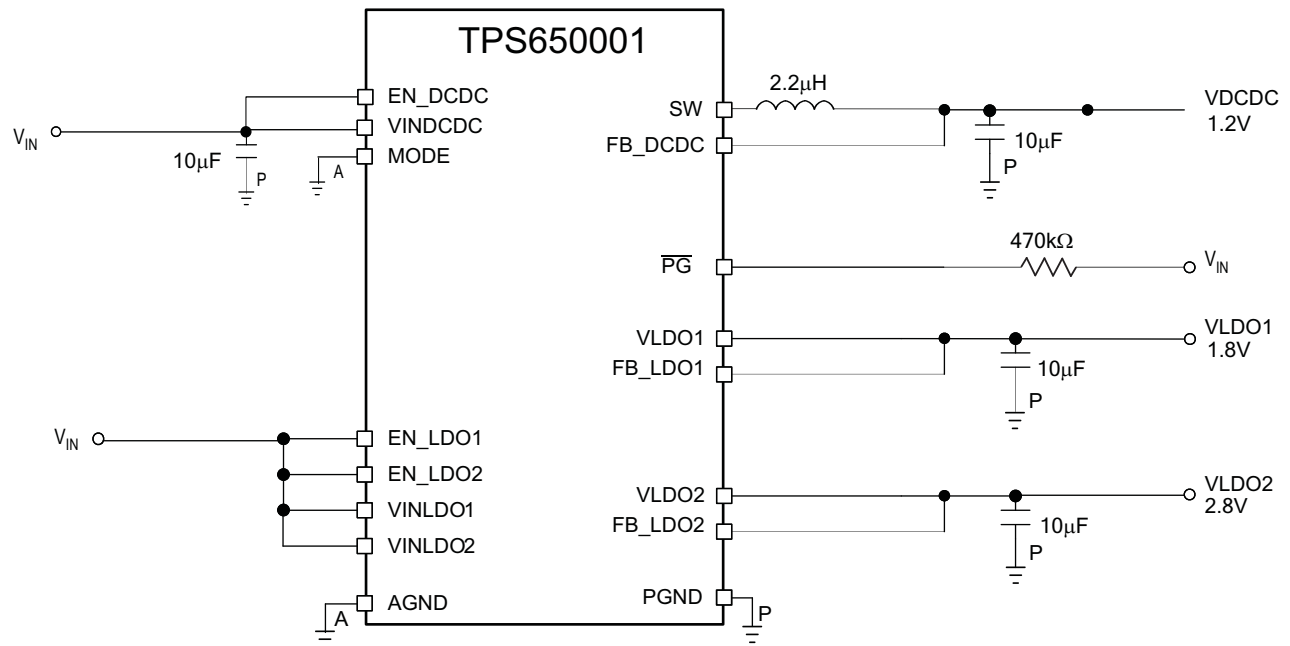 TPS650001
EN_DCDC
VINDCDC
MODE
V_IN
10μF
P
A
SW
2.2μH
FB_DCDC
VDCDC
1.2V
10μF
P
PG
470kΩ
V_IN
VLDO1
FB_LDO1
VLDO1
1.8V
10μF
P
V_IN
EN_LDO1
EN_LDO2
VINLDO1
VINLDO2
VLDO2
FB_LDO2
VLDO2
2.8V
10μF
P
AGND
A
PGND
P